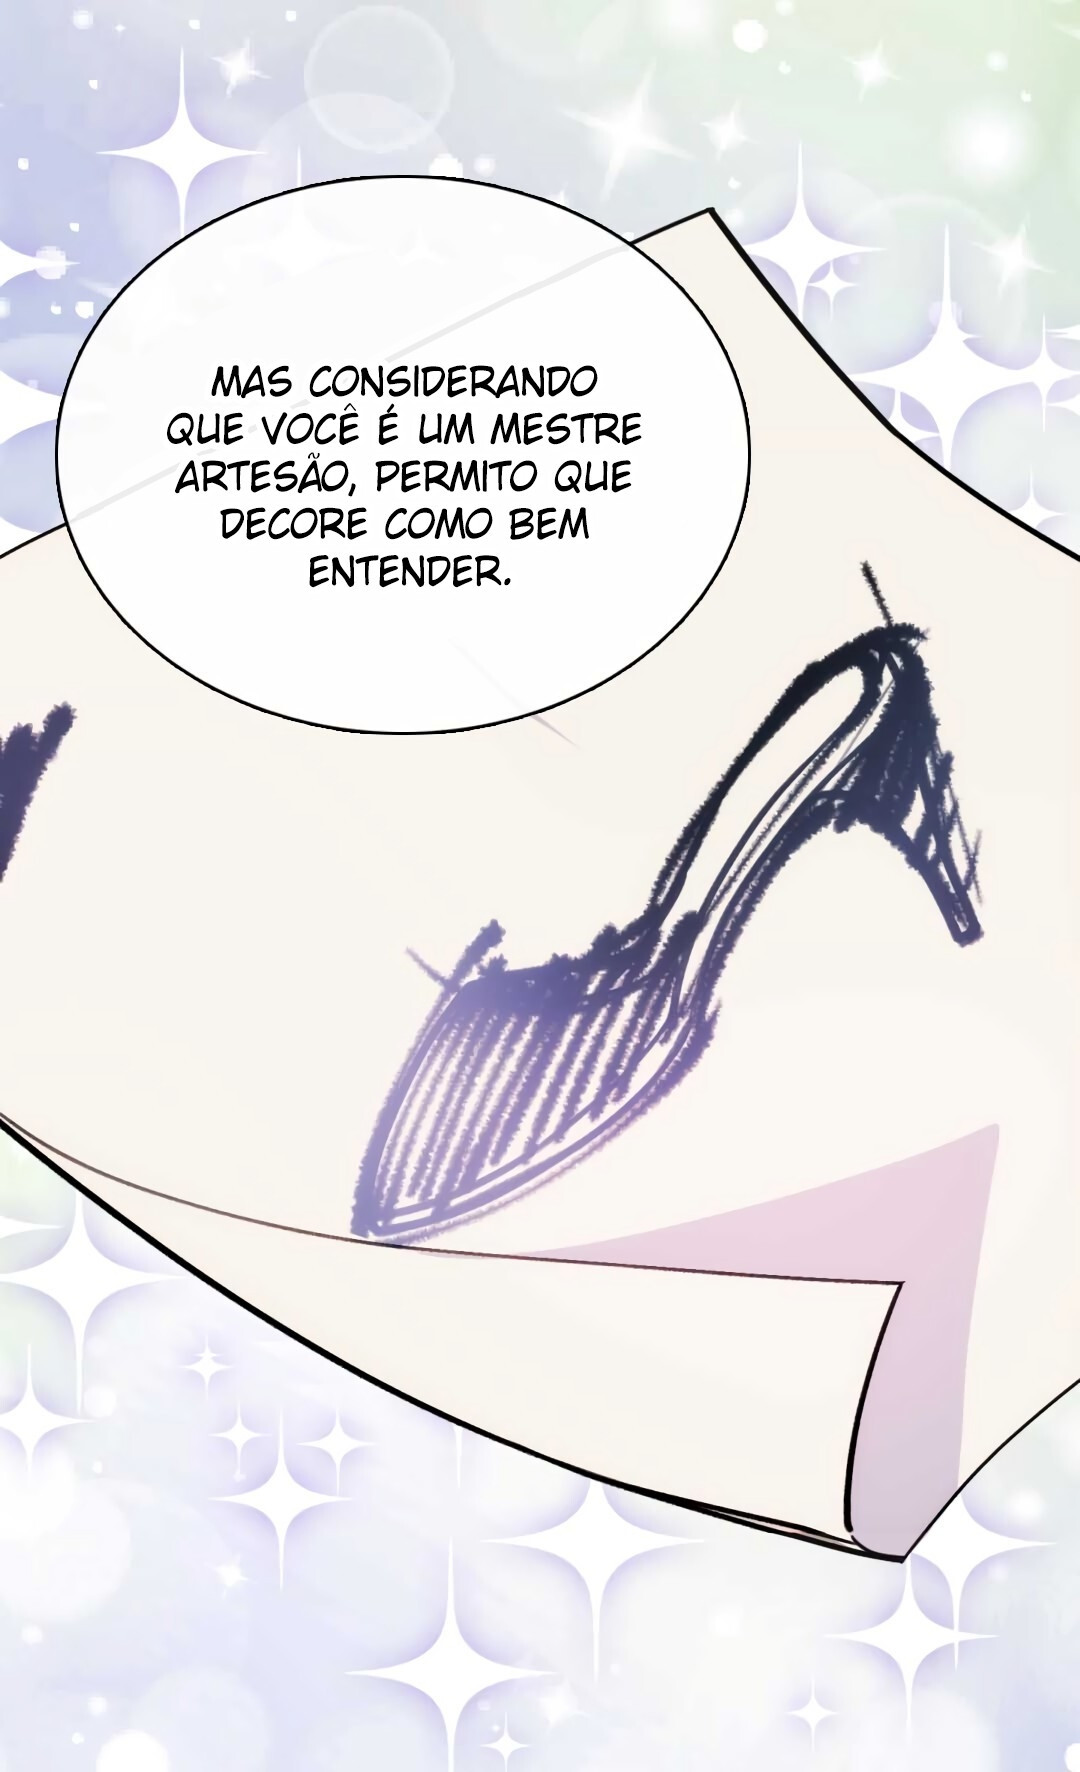 MAS CONSIDERANDO
QUE VOCÊ É UM MESTRE
ARTESÃO, PERMITO QUE
DECORE COMO BEM
ENTENDER.